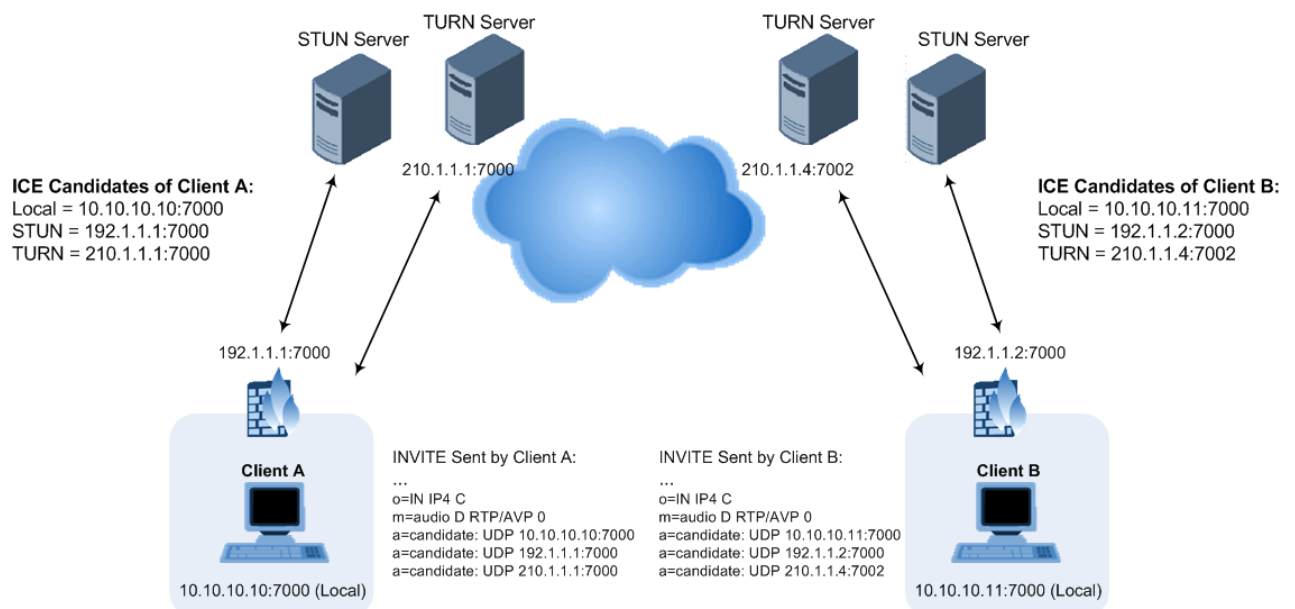 STUN Server
TURN Server
TURN Server
STUN Server
210.1.1.1:7000
210.1.1.4:7002
ICE Candidates of Client A:
Local = 10.10.10.10:7000
STUN = 192.1.1.1:7000
TURN = 210.1.1.1:7000
ICE Candidates of Client B:
Local = 10.10.10.11:7000
STUN = 192.1.1.2:7000
TURN = 210.1.1.4:7002
192.1.1.1:7000
192.1.1.2:7000
Client A
10.10.10.10:7000 (Local)
INVITE Sent by Client A:
...
o=IN IP4 C
m=audio D RTP/AVP 0
a=candidate: UDP 10.10.10.10:7000
a=candidate: UDP 192.1.1.1:7000
a=candidate: UDP 210.1.1.1:7000
INVITE Sent by Client B:
...
o=IN IP4 C
m=audio D RTP/AVP 0
a=candidate: UDP 10.10.10.11:7000
a=candidate: UDP 192.1.1.2:7000
a=candidate: UDP 210.1.1.4:7002
Client B
10.10.10.11:7000 (Local)